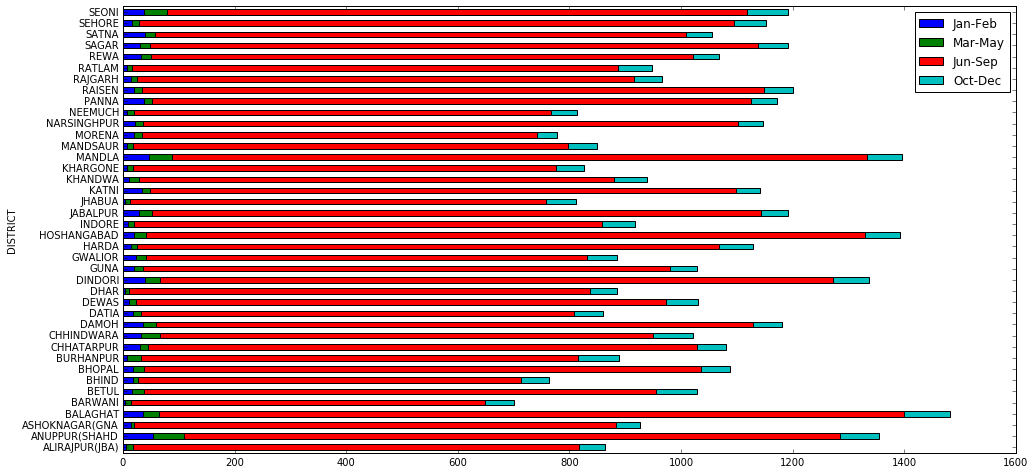 SEONI
SEHORE
SATNA
SAGAR
REWA
RATLAM
RAJGARH
RAISEN
PANNA
NEEMUCH
NARSINGHPUR
MORENA
MANDSAUR
MANDLA
KHARGONE
KHANDWA
KATNI
JHABUA
JABALPUR
INDORE
HOSHANGABAD
HARDA
GWALIOR
GUNA
DINDORI
DHAR
DEWAS
DATIA
DAMOH
CHHINDWARA
CHHATARPUR
BURHANPUR
BHOPAL
BHIND
BETUL
BARWANI
BALAGHAT
ASHOKNAGAR(GNA
ANUPPUR(SHAHD
ALIRAJPUR(JBA)
DISTRICT
0 200 400 600 800 1000 1200 1400 1600
Jan-Feb
Mar-May
Jun-Sep
Oct-Dec